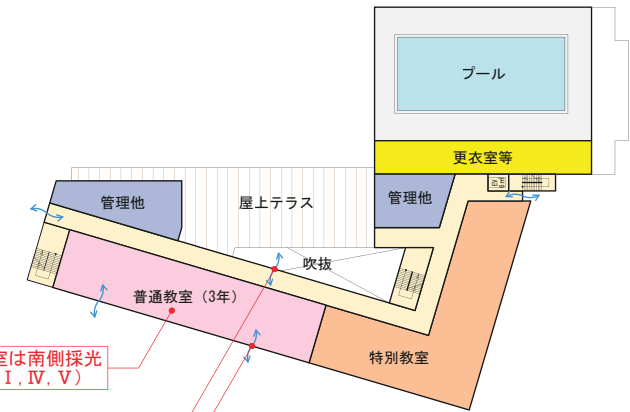 プール
更衣室等
EV
管理他
屋上テラス
管理他
吹抜
普通教室（3年）
特別教室
室は南側採光
Ⅰ，Ⅳ，Ⅴ）